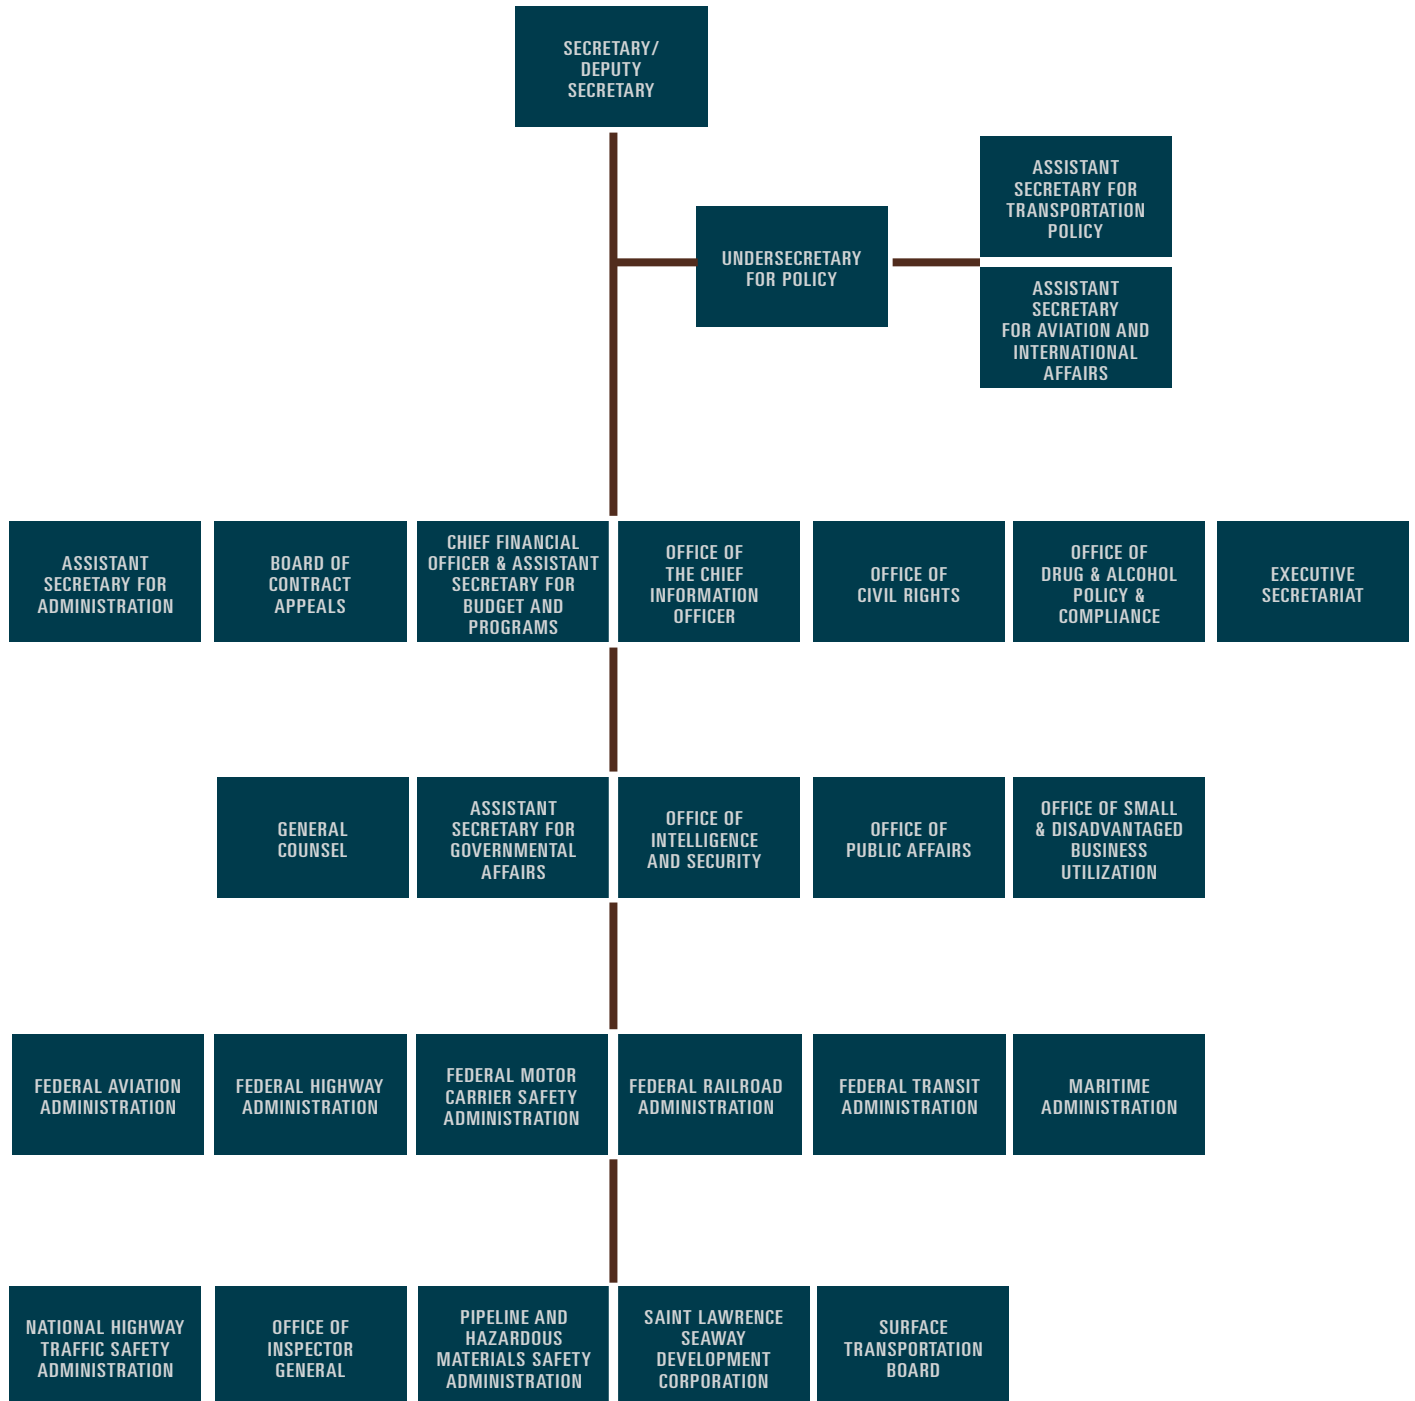 SECRETARY/
DEPUTY
SECRETARY
ASSISTANT
SECRETARY FOR
TRANSPORTATION
POLICY
UNDERSECRETARY
FOR POLICY
ASSISTANT
SECRETARY
FOR AVIATION AND
INTERNATIONAL
AFFAIRS
ASSISTANT
SECRETARY FOR
ADMINISTRATION
BOARD OF
CONTRACT
APPEALS
CHIEF FINANCIAL
OFFICER & ASSISTANT
SECRETARY FOR
BUDGET AND
PROGRAMS
OFFICE OF
THE CHIEF
INFORMATION
OFFICER
OFFICE OF
CIVIL RIGHTS
OFFICE OF
DRUG & ALCOHOL
POLICY &
COMPLIANCE
EXECUTIVE
SECRETARIAT
GENERAL
COUNSEL
ASSISTANT
SECRETARY FOR
GOVERNMENTAL
AFFAIRS
OFFICE OF
INTELLIGENCE
AND SECURITY
OFFICE OF
PUBLIC AFFAIRS
OFFICE OF SMALL
& DISADVANTAGED
BUSINESS
UTILIZATION
FEDERAL AVIATION
ADMINISTRATION
FEDERAL HIGHWAY
ADMINISTRATION
FEDERAL MOTOR
CARRIER SAFETY
ADMINISTRATION
FEDERAL RAILROAD
ADMINISTRATION
FEDERAL TRANSIT
ADMINISTRATION
MARITIME
ADMINISTRATION
NATIONAL HIGHWAY
TRAFFIC SAFETY
ADMINISTRATION
OFFICE OF
INSPECTOR
GENERAL
PIPELINE AND
HAZARDOUS
MATERIALS SAFETY
ADMINISTRATION
SAINT LAWRENCE
SEAWAY
DEVELOPMENT
CORPORATION
SURFACE
TRANSPORTATION
BOARD